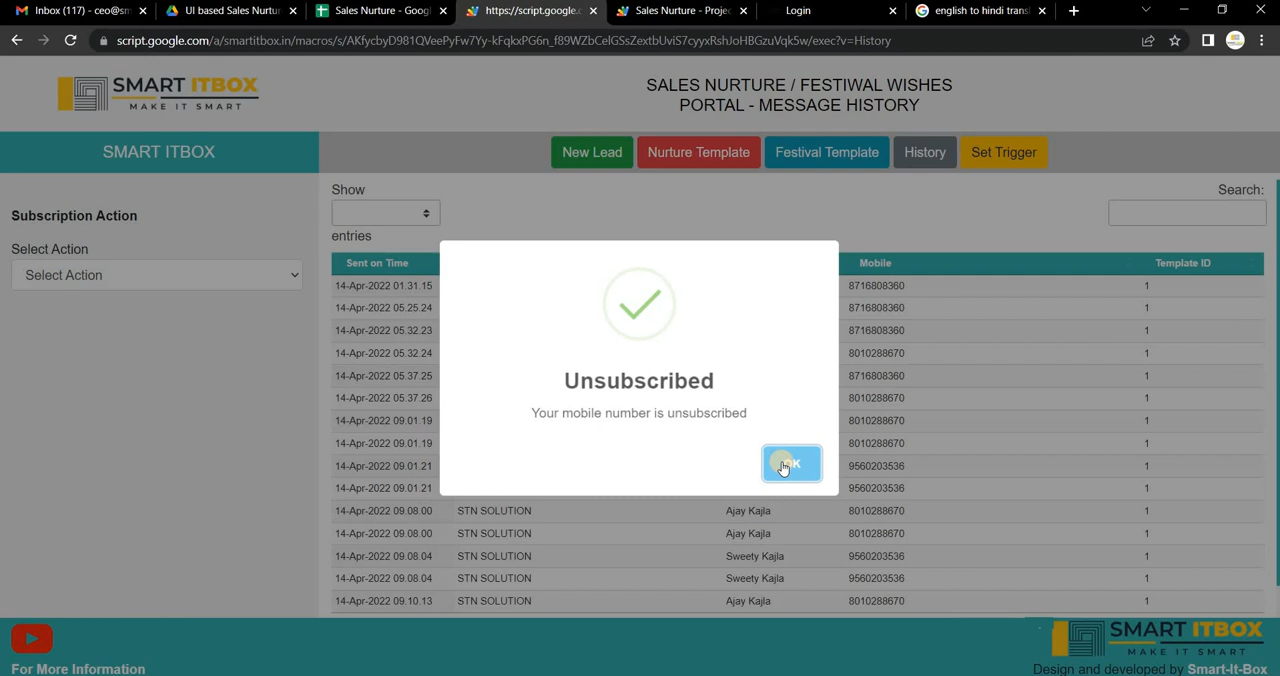 Inbox (117) - ceo@sm
UI based Sales Nurtur
Sales Nurture - Goog
https://script.google.c
Sales Nurture - Projec
Login
english to hindi trans
script.google.com/a/smartitbox.in/macros/s/AKfycbyD981QVeePyFw7Yy-kFqkxPG6n_f89WZbCelGSsZextbUviS7cyyxRshJoHBGzuVqk5w/exec?v=History
SMART ITBOX
MAKE IT SMART
SALES NURTURE / FESTIWAL WISHES
PORTAL - MESSAGE HISTORY
SMART ITBOX
New Lead
Nurture Template
Festival Template
History
Set Trigger
Subscription Action
Select Action
Select Action
Show
entries
Search:
Sent on Time
Mobile
Template ID
14-Apr-2022 01.31.15 8716808360 1
14-Apr-2022 05.25.24 8716808360 1
14-Apr-2022 05.32.23 8716808360 1
14-Apr-2022 05.32.24 8010288670 1
14-Apr-2022 05.37.25 8716808360 1
14-Apr-2022 05.37.26 8010288670 1
14-Apr-2022 09.01.19 8010288670 1
14-Apr-2022 09.01.19 8010288670 1
14-Apr-2022 09.01.21 9560203536 1
14-Apr-2022 09.01.21 9560203536 1
14-Apr-2022 09.08.00 STN SOLUTION Ajay Kajla 8010288670 1
14-Apr-2022 09.08.00 STN SOLUTION Ajay Kajla 8010288670 1
14-Apr-2022 09.08.04 STN SOLUTION Sweety Kajla 9560203536 1
14-Apr-2022 09.08.04 STN SOLUTION Sweety Kajla 9560203536 1
14-Apr-2022 09.10.13 STN SOLUTION Ajay Kajla 8010288670 1
Unsubscribed
Your mobile number is unsubscribed
OK
For More Information
SMART ITBOX
MAKE IT SMART
Design and developed by Smart-It-Box